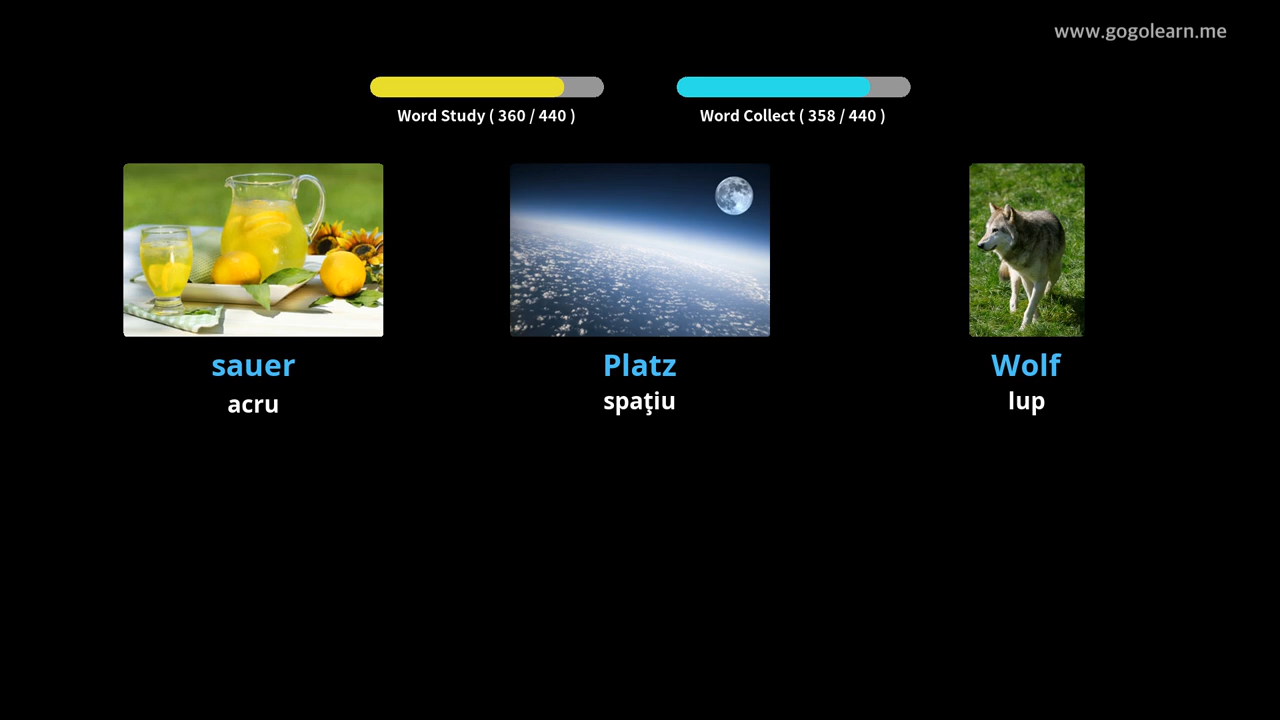 www.gogolearn.me
Word Study ( 360 / 440 )
Word Collect ( 358 / 440 )
sauer
acru
Platz
spaţiu
Wolf
lup